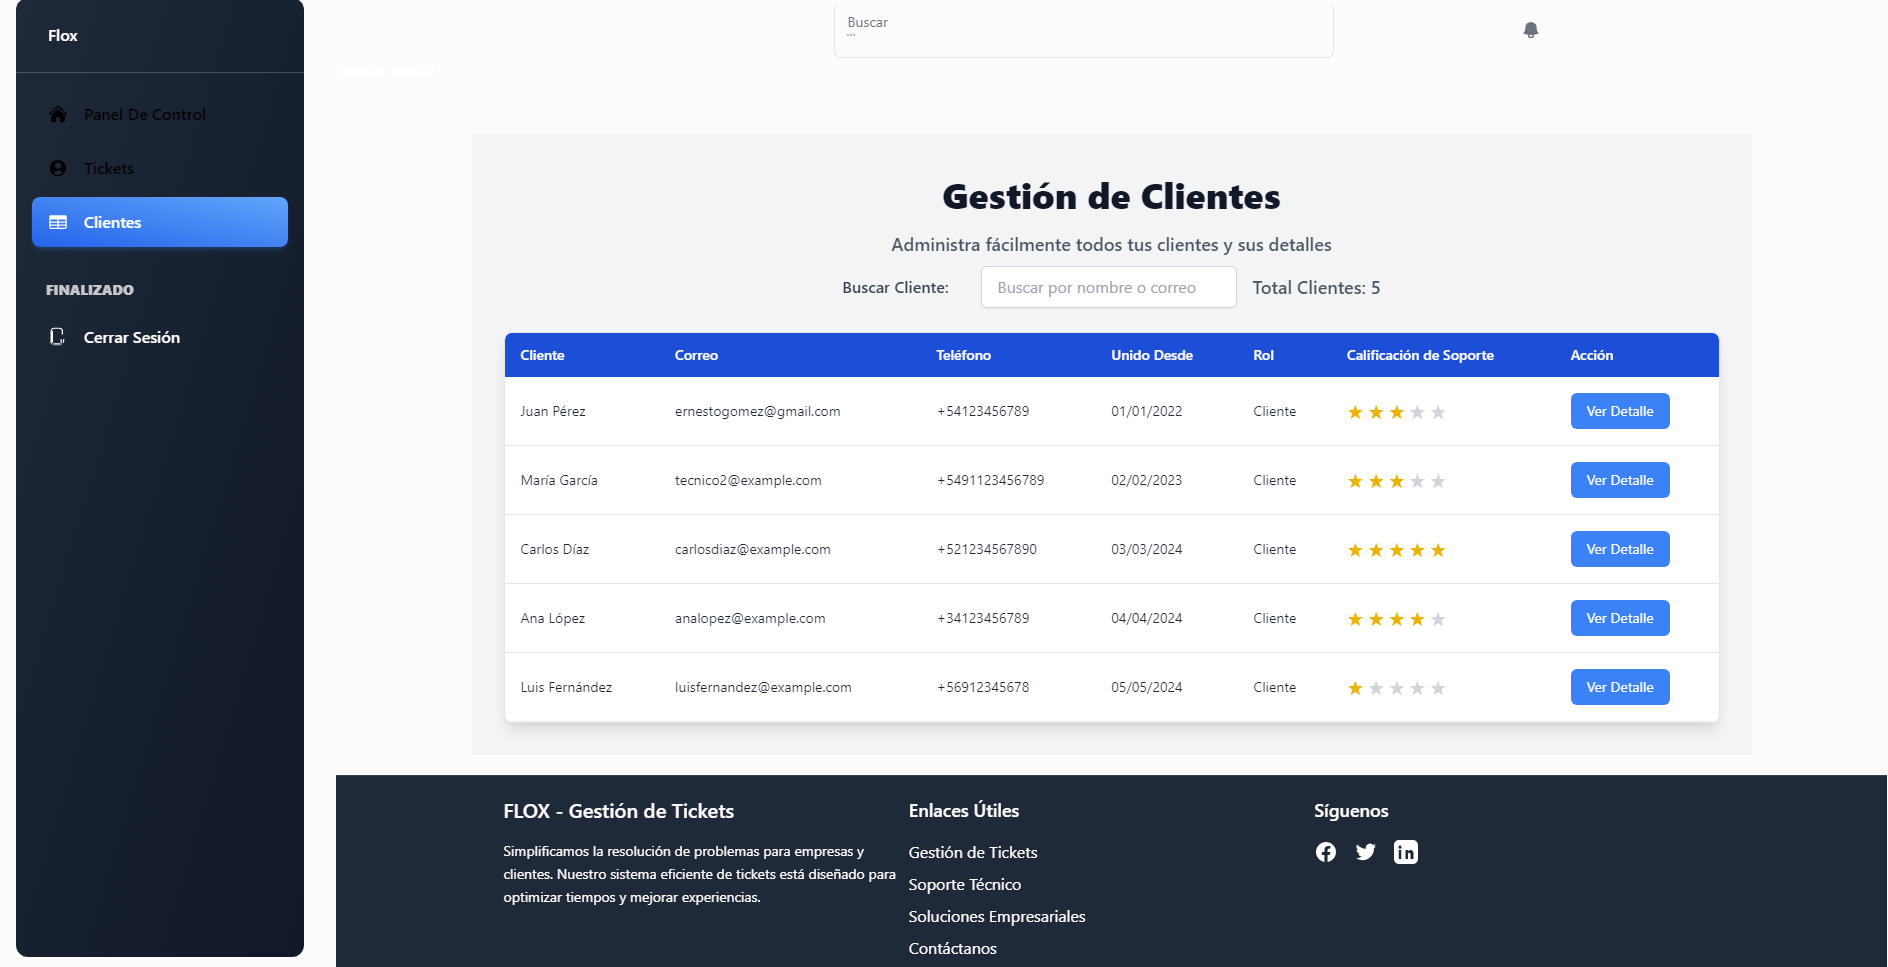 Flox
Panel De Control
Tickets
Clientes
FINALIZADO
Cerrar Sesión
Buscar
...
Gestión de Clientes
Administra fácilmente todos tus clientes y sus detalles
Buscar Cliente: Buscar por nombre o correo Total Clientes: 5
Cliente Correo Teléfono Unido Desde Rol Calificación de Soporte Acción
Juan Pérez ernestogomez@gmail.com +54123456789 01/01/2022 Cliente ★ ★ ★ ★ ★ Ver Detalle
María García tecnico2@example.com +5491123456789 02/02/2023 Cliente ★ ★ ★ ★ ★ Ver Detalle
Carlos Díaz carlosdiaz@example.com +521234567890 03/03/2024 Cliente ★ ★ ★ ★ ★ Ver Detalle
Ana López analopez@example.com +34123456789 04/04/2024 Cliente ★ ★ ★ ★ ★ Ver Detalle
Luis Fernández luisfernandez@example.com +56912345678 05/05/2024 Cliente ★ ★ ★ ★ ★ Ver Detalle
FLOX - Gestión de Tickets
Simplificamos la resolución de problemas para empresas y
clientes. Nuestro sistema eficiente de tickets está diseñado para
optimizar tiempos y mejorar experiencias.
Enlaces Útiles
Gestión de Tickets
Soporte Técnico
Soluciones Empresariales
Contáctanos
Síguenos